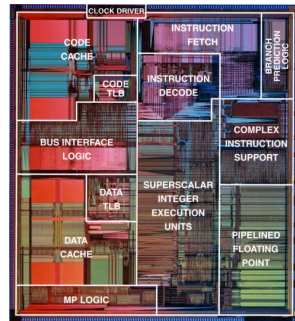 CLOCK DRIVER
CODE
CACHE
INSTRUCTION
FETCH
BRANCH
PREDICTION
LOGIC
CODE
TLB
INSTRUCTION
DECODE
BUS INTERFACE
LOGIC
COMPLEX
INSTRUCTION
SUPPORT
DATA
TLB
SUPERSCALAR
INTEGER
EXECUTION
UNITS
DATA
CACHE
PIPELINED
FLOATING
POINT
MP LOGIC